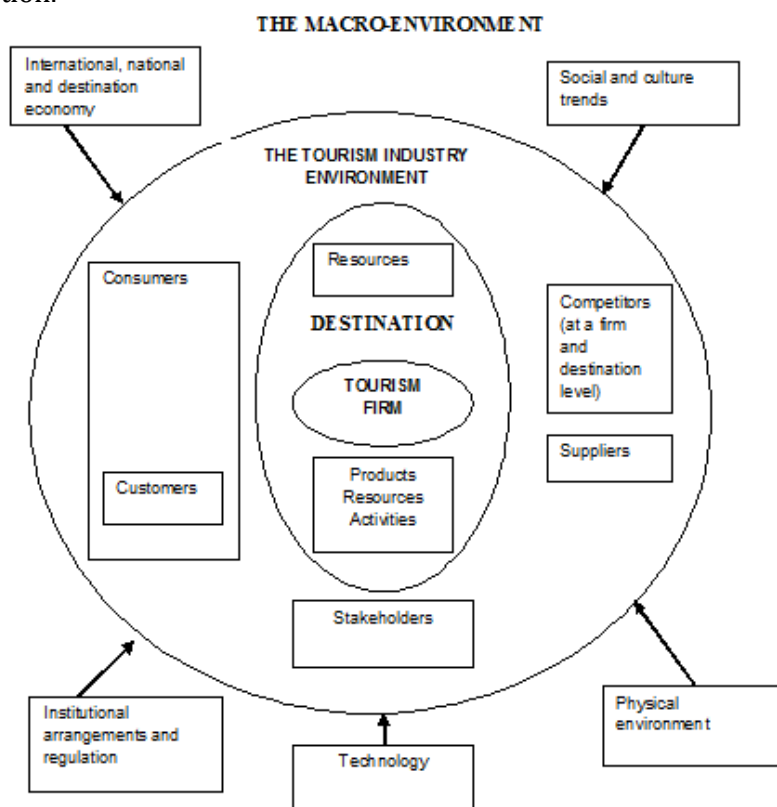 tion.
THE MACRO-ENVIRONMENT
International, national
and destination
economy
Social and culture
trends
THE TOURISM INDUSTRY
ENVIRONMENT
Consumers
Resources
DESTINATION
Competitors
(at a firm
and
destination
level)
TOURISM
FIRM
Suppliers
Customers
Products
Resources
Activities
Stakeholders
Institutional
arrangements and
regulation
Technology
Physical
environment